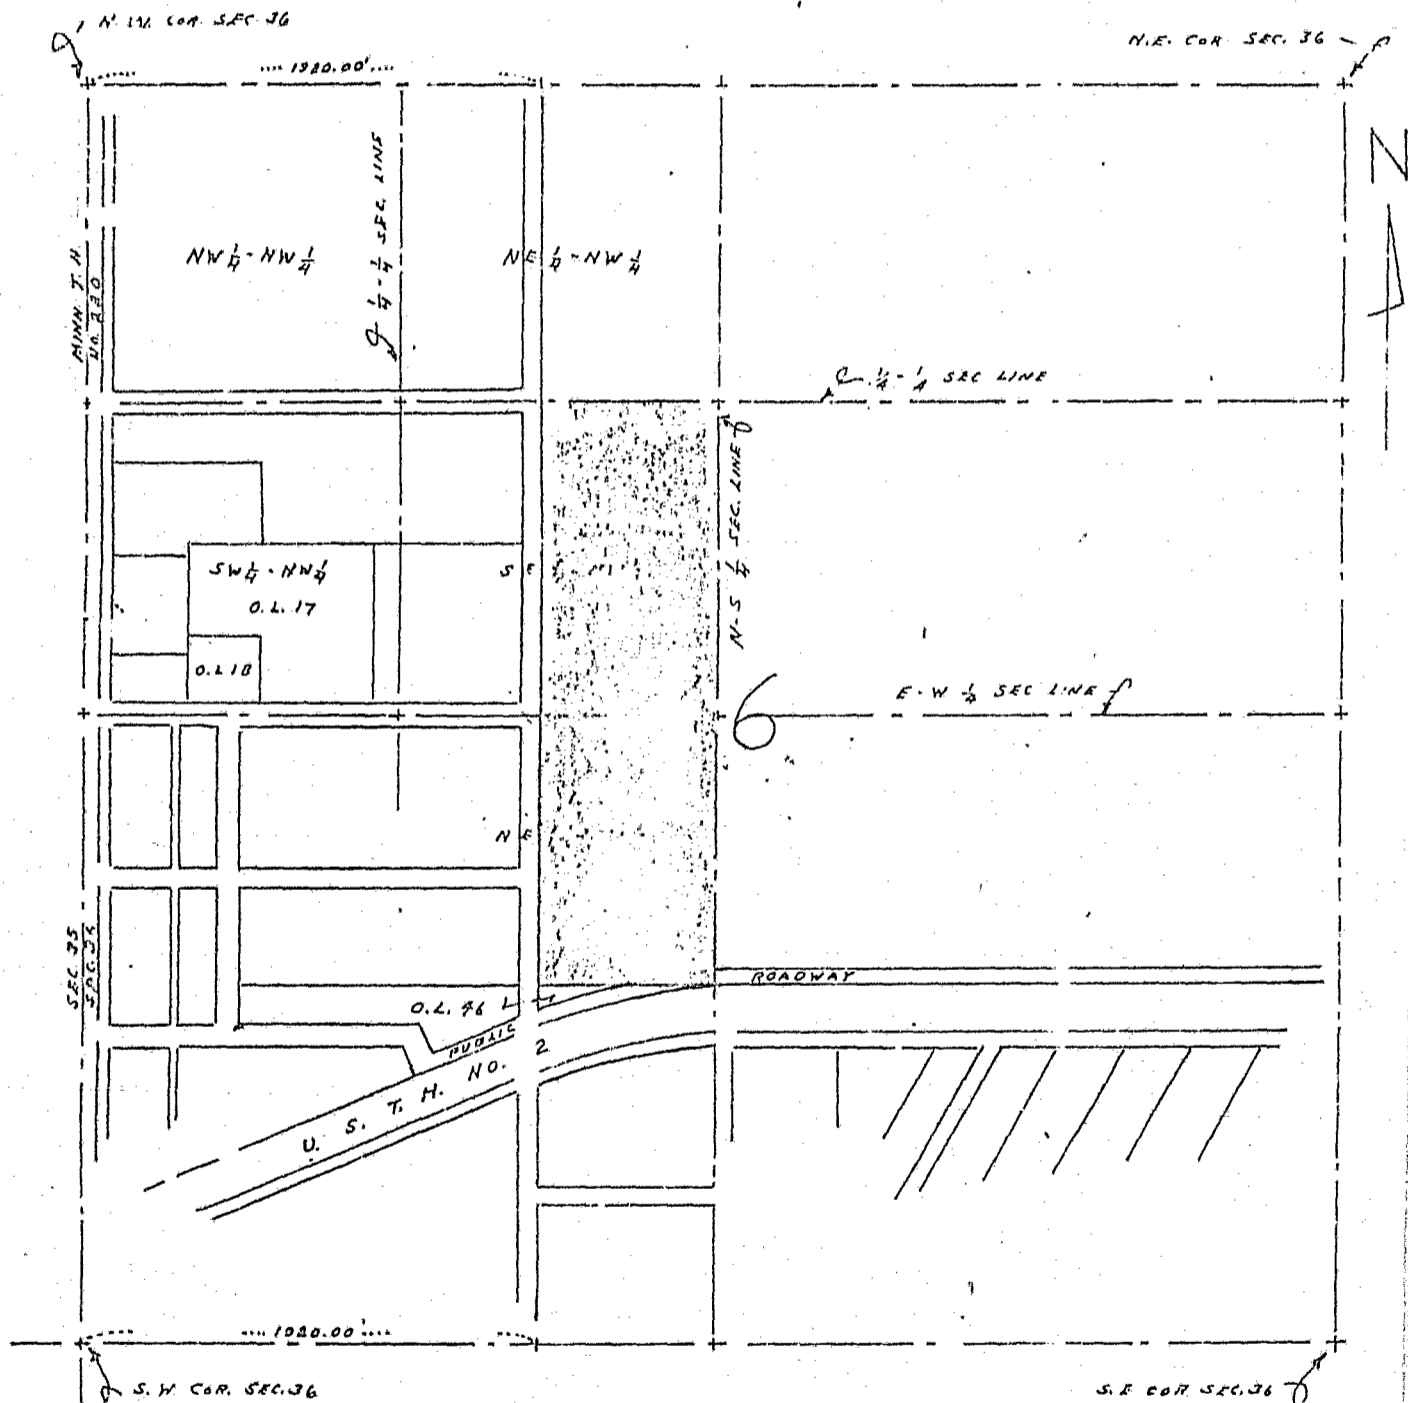 N.W. COR. SEC. 36
N.E. COR. SEC. 36
1920.00'
N
1/4 - 1/4 SEC. LINE
NW 1/4 - NW 1/4
NE 1/4 - NW 1/4
MINN. T. H.
NO. 220
1/4 - 1/4 SEC LINE
N-S 1/4 SEC. LINE
SW 1/4 - NW 1/4
S E
O.L. 17
O.L 18
E-W 1/4 SEC LINE
6
N E
SEC 35
SEC. 36
ROADWAY
O.L. 46
PUBLIC
U. S. T. H. NO. 2
1920.00'
S.W. COR. SEC. 36
S.E COR. SEC. 36